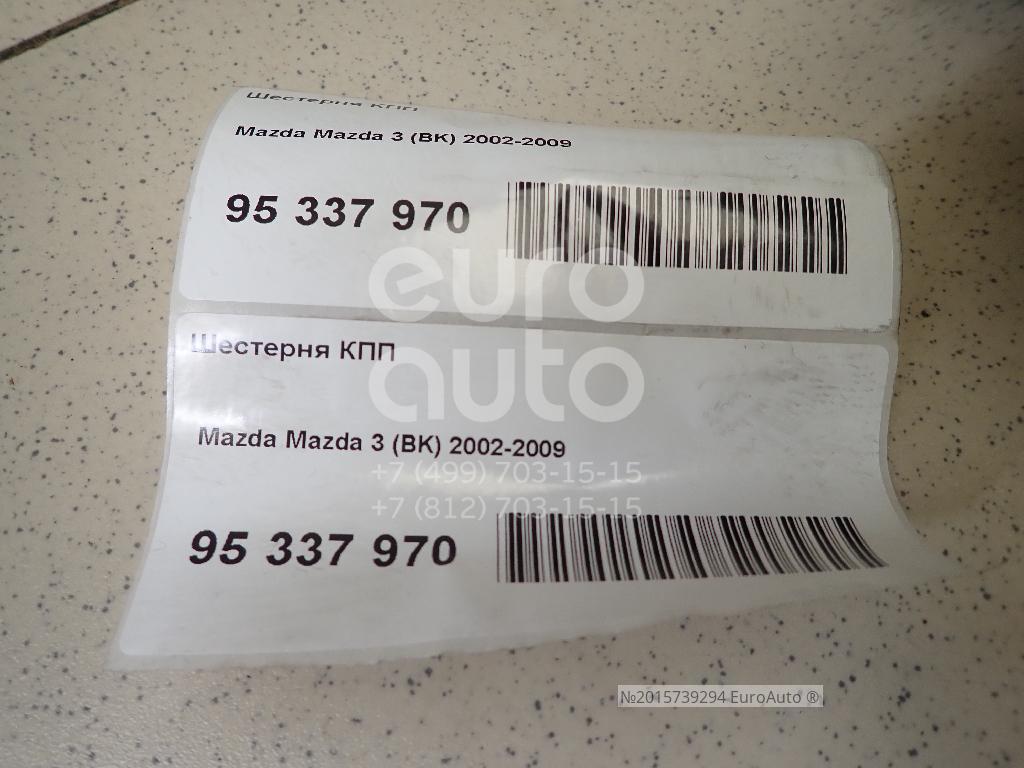 Шестерня КПП
Mazda Mazda 3 (BK) 2002-2009
95 337 970
euro
auto
Шестерня КПП
Mazda Mazda 3 (BK) 2002-2009
+7 (499) 703-15-15
+7 (812) 703-15-15
95 337 970
№2015739294 EuroAuto ®